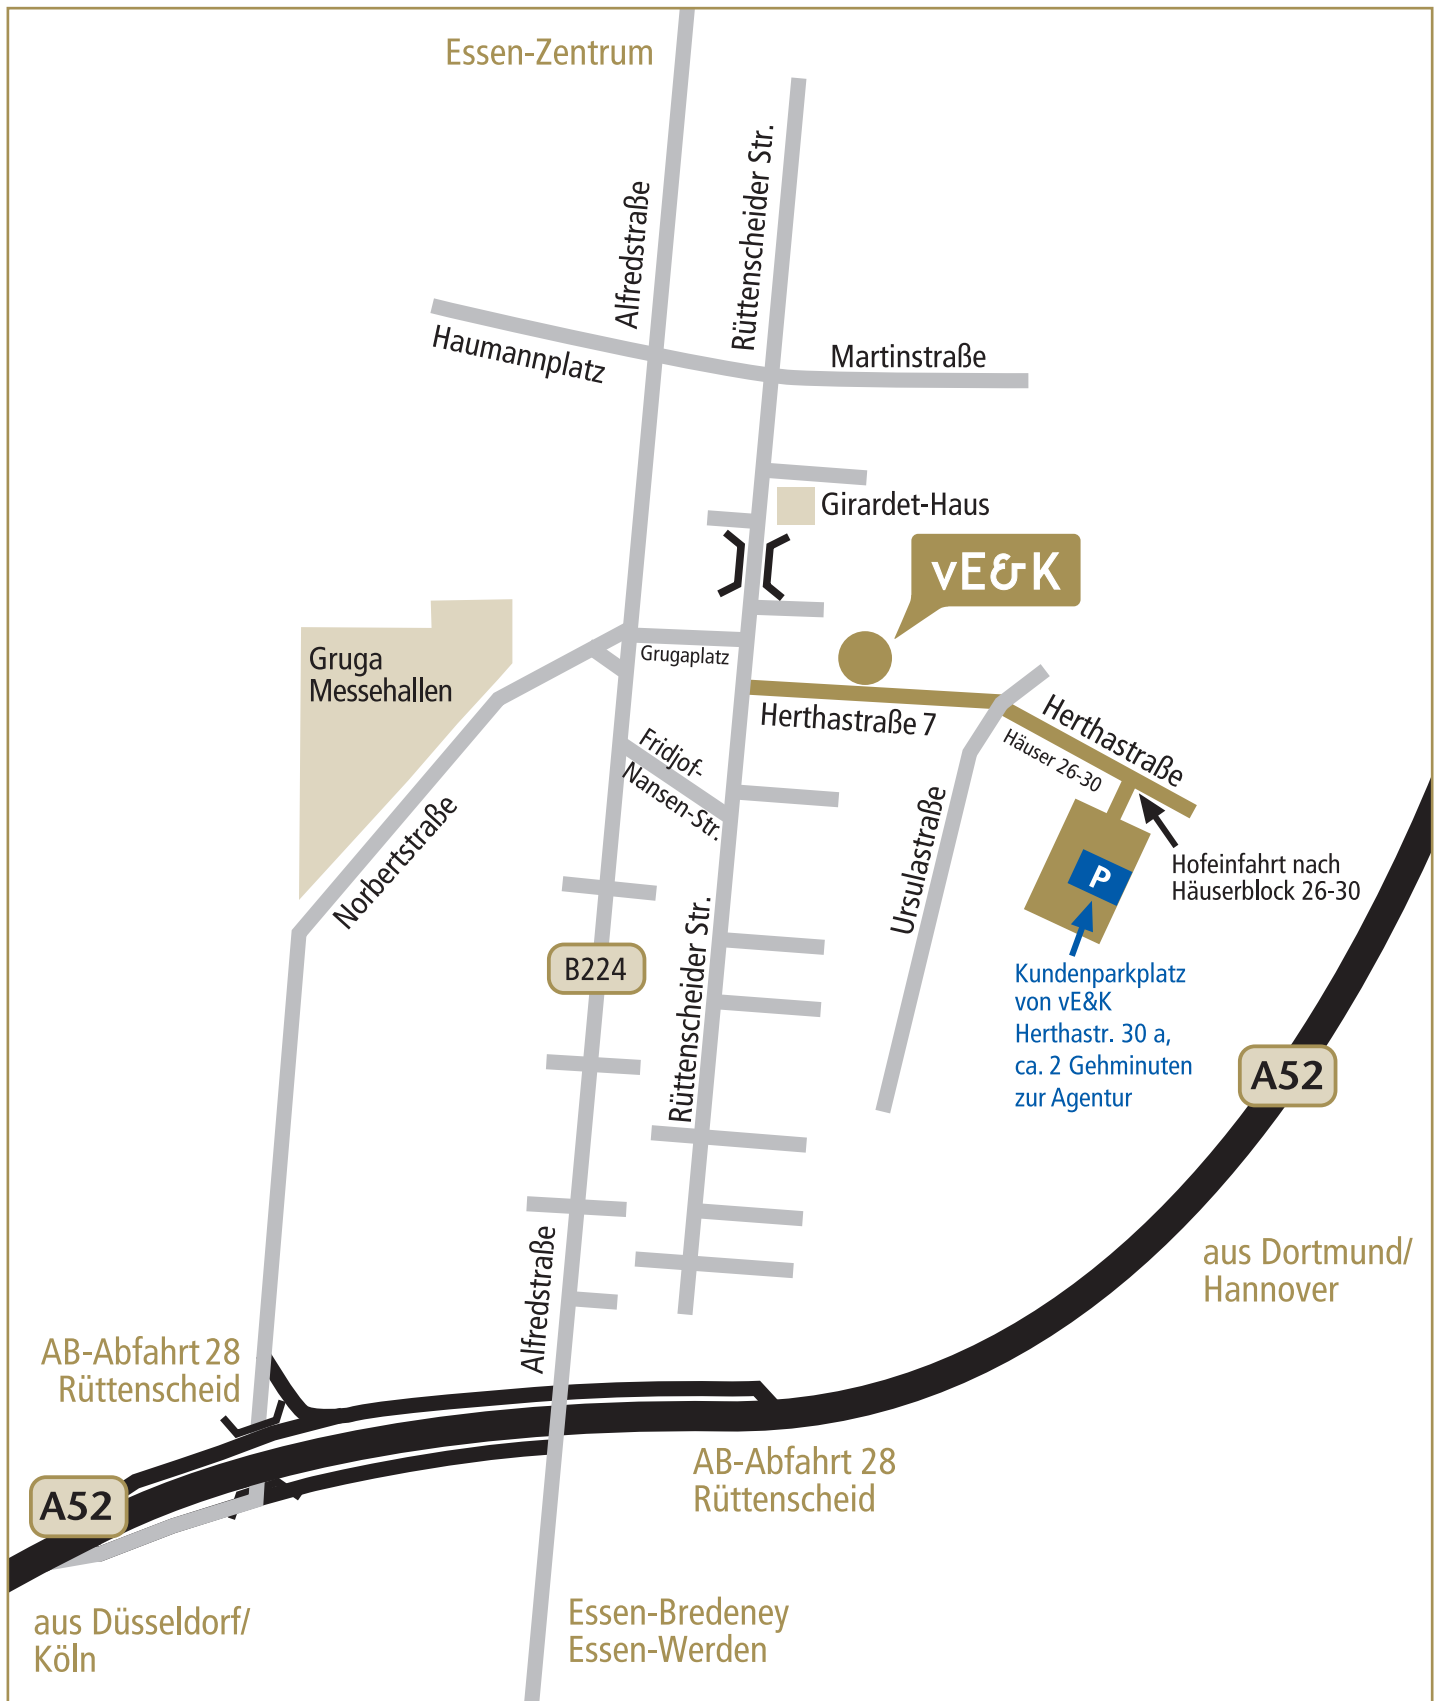 Essen-Zentrum
Rüttenscheider Str.
Alfredstraße
Haumannplatz
Martinstraße
Girardet-Haus
vE&K
Gruga
Messehallen
Grugaplatz
Herthastraße 7
Herthastraße
Häuser 26-30
Fridjof-
Nansen-Str.
Norbertstraße
Ursulastraße
P
Hofeinfahrt nach
Häuserblock 26-30
Rüttenscheider Str.
B224
Kundenparkplatz
von vE&K
Herthastr. 30 a,
ca. 2 Gehminuten
zur Agentur
A52
aus Dortmund/
Hannover
Alfredstraße
AB-Abfahrt 28
Rüttenscheid
AB-Abfahrt 28
Rüttenscheid
A52
aus Düsseldorf/
Köln
Essen-Bredeney
Essen-Werden